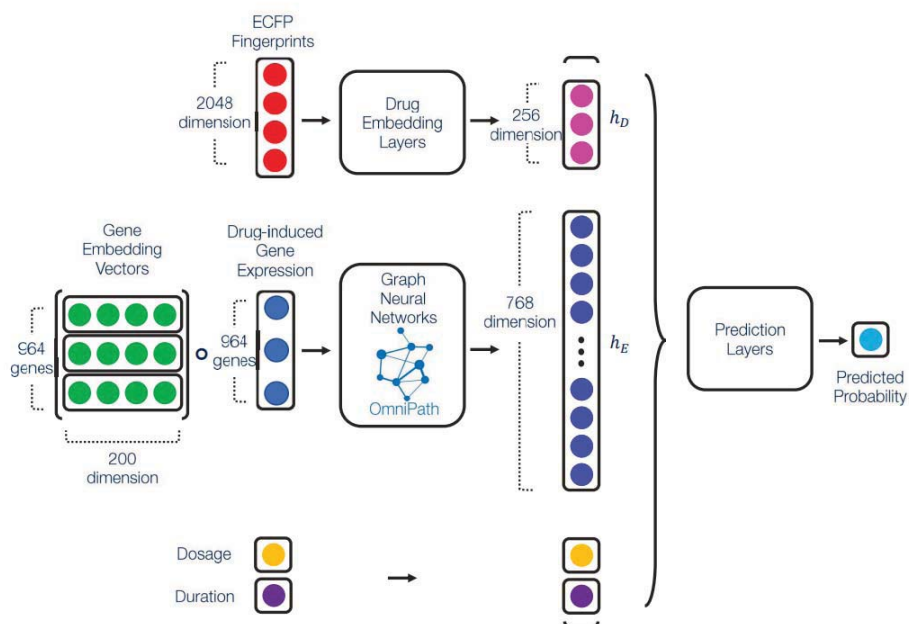 ECFP
Fingerprints
2048
dimension
Drug
Embedding
Layers
256
dimension
h_D
Gene
Embedding
Vectors
Drug-induced
Gene
Expression
964
genes
964
genes
200
dimension
Graph
Neural
Networks
OmniPath
768
dimension
h_E
Prediction
Layers
Predicted
Probability
Dosage
Duration